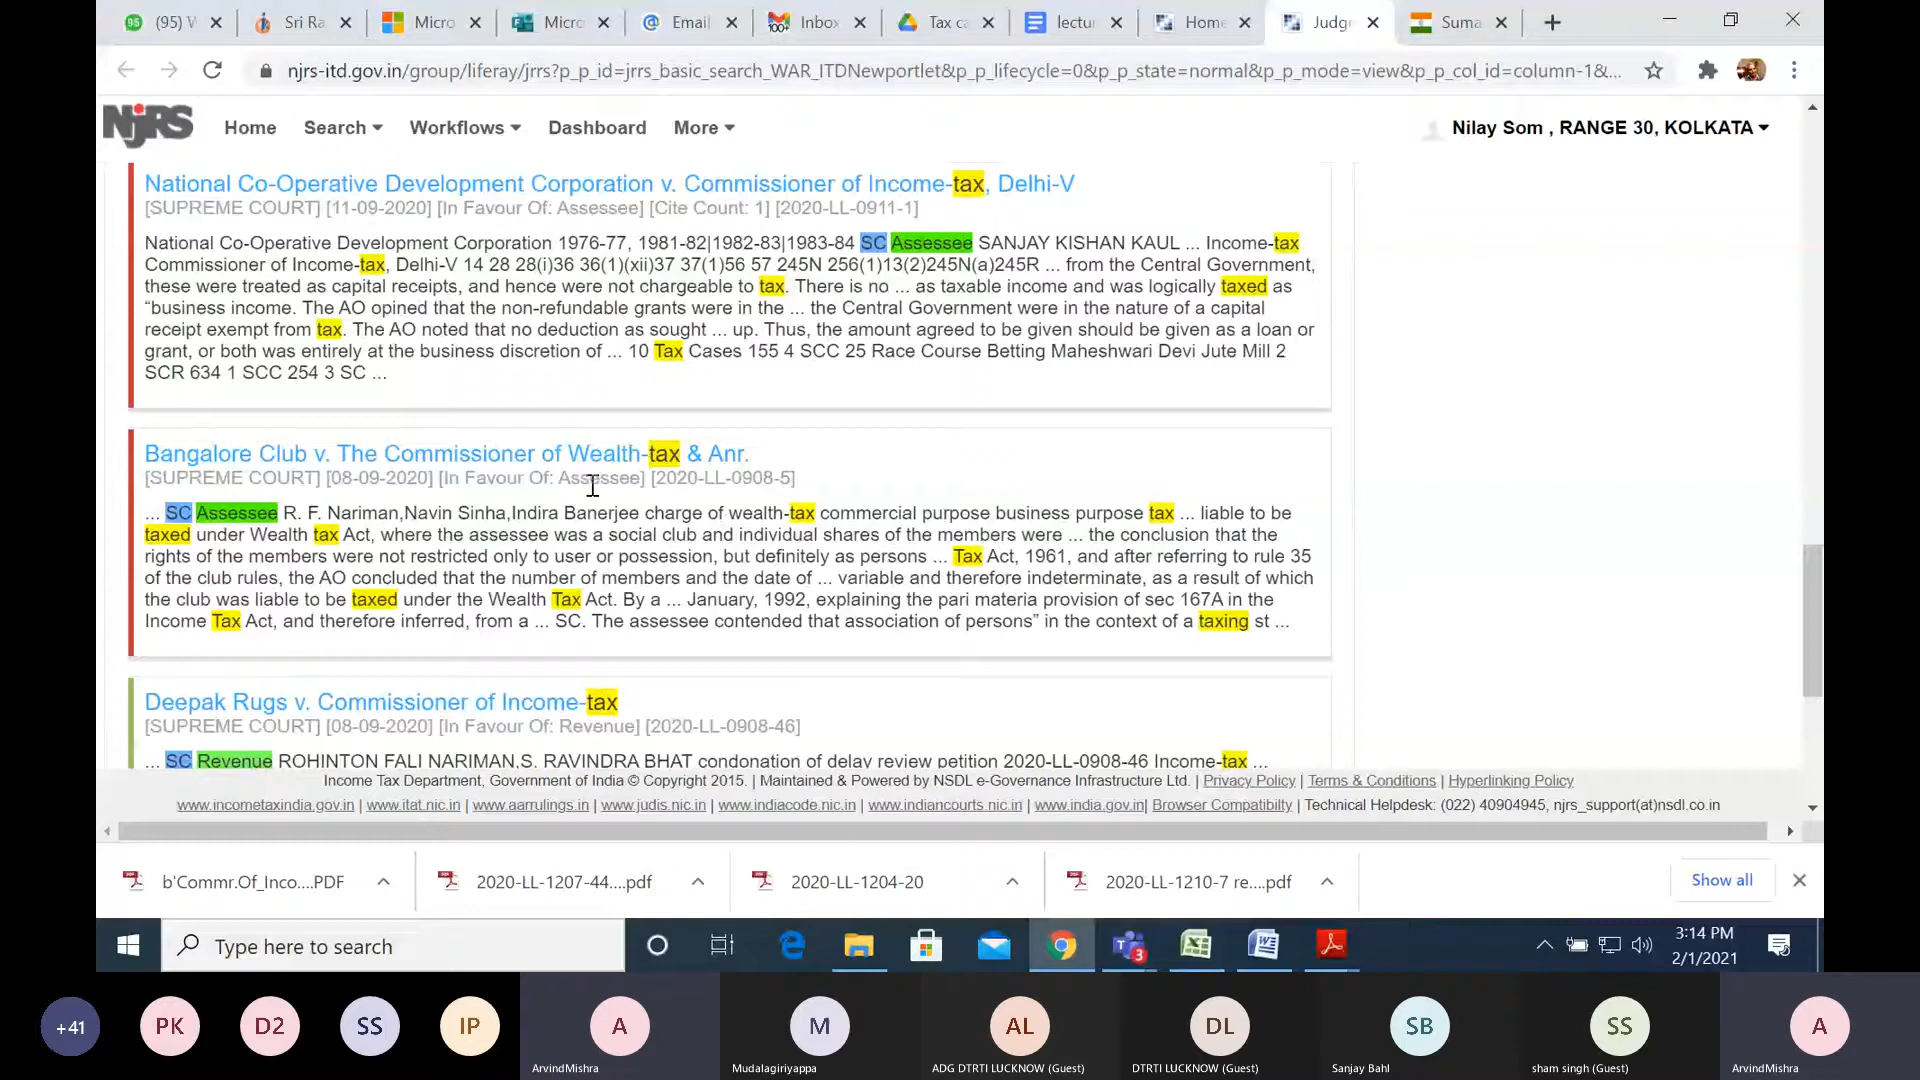 (95) W
Sri Ra
Micro
Micro
Email
Inbox
Tax ca
lectu
Home
Judg
Suma
njrs-itd.gov.in/group/liferay/jrrs?p_p_id=jrrs_basic_search_WAR_ITDNewportlet&p_p_lifecycle=0&p_p_state=normal&p_p_mode=view&p_p_col_id=column-1&...
NJRS Home Search Workflows Dashboard More Nilay Som , RANGE 30, KOLKATA
National Co-Operative Development Corporation v. Commissioner of Income-tax, Delhi-V
[SUPREME COURT] [11-09-2020] [In Favour Of: Assessee] [Cite Count: 1] [2020-LL-0911-1]
National Co-Operative Development Corporation 1976-77, 1981-82|1982-83|1983-84 SC Assessee SANJAY KISHAN KAUL ... Income-tax
Commissioner of Income-tax, Delhi-V 14 28 28(i)36 36(1)(xii)37 37(1)56 57 245N 256(1)13(2)245N(a)245R ... from the Central Government,
these were treated as capital receipts, and hence were not chargeable to tax. There is no ... as taxable income and was logically taxed as
“business income. The AO opined that the non-refundable grants were in the ... the Central Government were in the nature of a capital
receipt exempt from tax. The AO noted that no deduction as sought ... up. Thus, the amount agreed to be given should be given as a loan or
grant, or both was entirely at the business discretion of ... 10 Tax Cases 155 4 SCC 25 Race Course Betting Maheshwari Devi Jute Mill 2
SCR 634 1 SCC 254 3 SC ...
Bangalore Club v. The Commissioner of Wealth-tax & Anr.
[SUPREME COURT] [08-09-2020] [In Favour Of: Assessee] [2020-LL-0908-5]
... SC Assessee R. F. Nariman,Navin Sinha,Indira Banerjee charge of wealth-tax commercial purpose business purpose tax ... liable to be
taxed under Wealth tax Act, where the assessee was a social club and individual shares of the members were ... the conclusion that the
rights of the members were not restricted only to user or possession, but definitely as persons ... Tax Act, 1961, and after referring to rule 35
of the club rules, the AO concluded that the number of members and the date of ... variable and therefore indeterminate, as a result of which
the club was liable to be taxed under the Wealth Tax Act. By a ... January, 1992, explaining the pari materia provision of sec 167A in the
Income Tax Act, and therefore inferred, from a ... SC. The assessee contended that association of persons” in the context of a taxing st ...
Deepak Rugs v. Commissioner of Income-tax
[SUPREME COURT] [08-09-2020] [In Favour Of: Revenue] [2020-LL-0908-46]
... SC Revenue ROHINTON FALI NARIMAN,S. RAVINDRA BHAT condonation of delay review petition 2020-LL-0908-46 Income-tax ...
Income Tax Department, Government of India © Copyright 2015. | Maintained & Powered by NSDL e-Governance Infrastructure Ltd. | Privacy Policy | Terms & Conditions | Hyperlinking Policy
www.incometaxindia.gov.in | www.itat.nic.in | www.aarrulings.in | www.judis.nic.in | www.indiacode.nic.in | www.indiancourts.nic.in | www.india.gov.in| Browser Compatibilty | Technical Helpdesk: (022) 40904945, njrs_support(at)nsdl.co.in
b'Commr.Of_Inco....PDF
2020-LL-1207-44....pdf
2020-LL-1204-20
2020-LL-1210-7 re....pdf
Show all
Type here to search
3
3:14 PM
2/1/2021
+41 PK D2 SS IP A M AL DL SB SS A
ArvindMishra
Mudalagiriyappa
ADG DTRTI LUCKNOW (Guest)
DTRTI LUCKNOW (Guest)
Sanjay Bahl
sham singh (Guest)
ArvindMishra